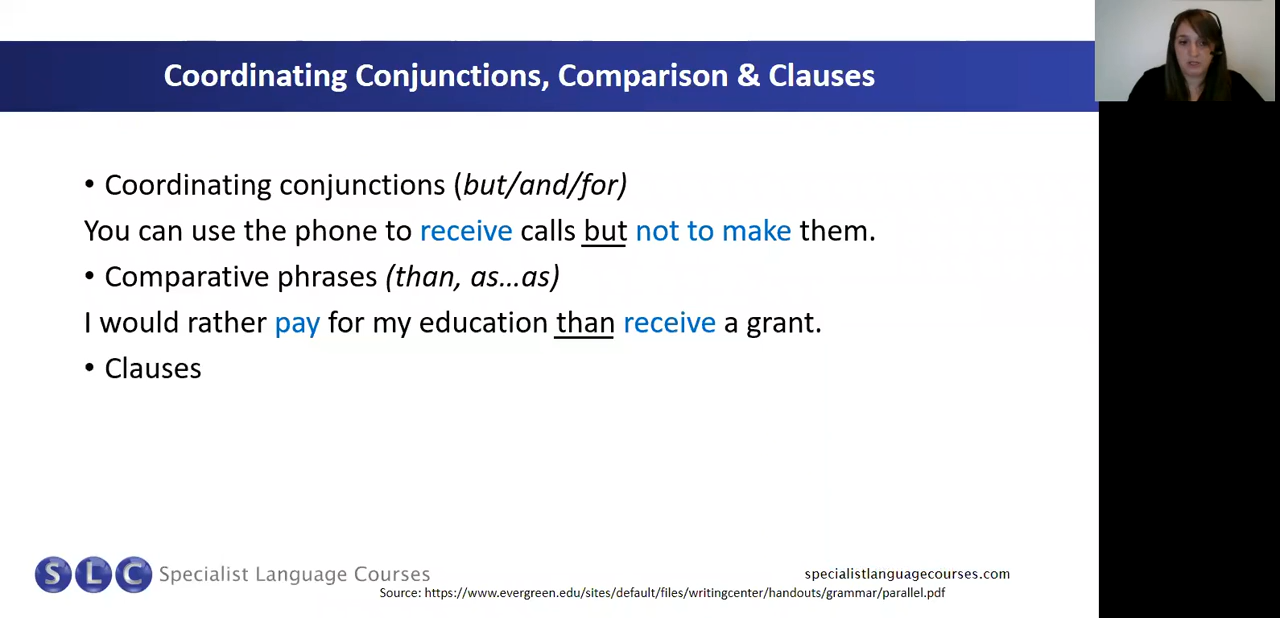 Coordinating Conjunctions, Comparison & Clauses
• Coordinating conjunctions (but/and/for)
You can use the phone to receive calls but not to make them.
• Comparative phrases (than, as...as)
I would rather pay for my education than receive a grant.
• Clauses
SLC Specialist Language Courses
specialistlanguagecourses.com
Source: https://www.evergreen.edu/sites/default/files/writingcenter/handouts/grammar/parallel.pdf